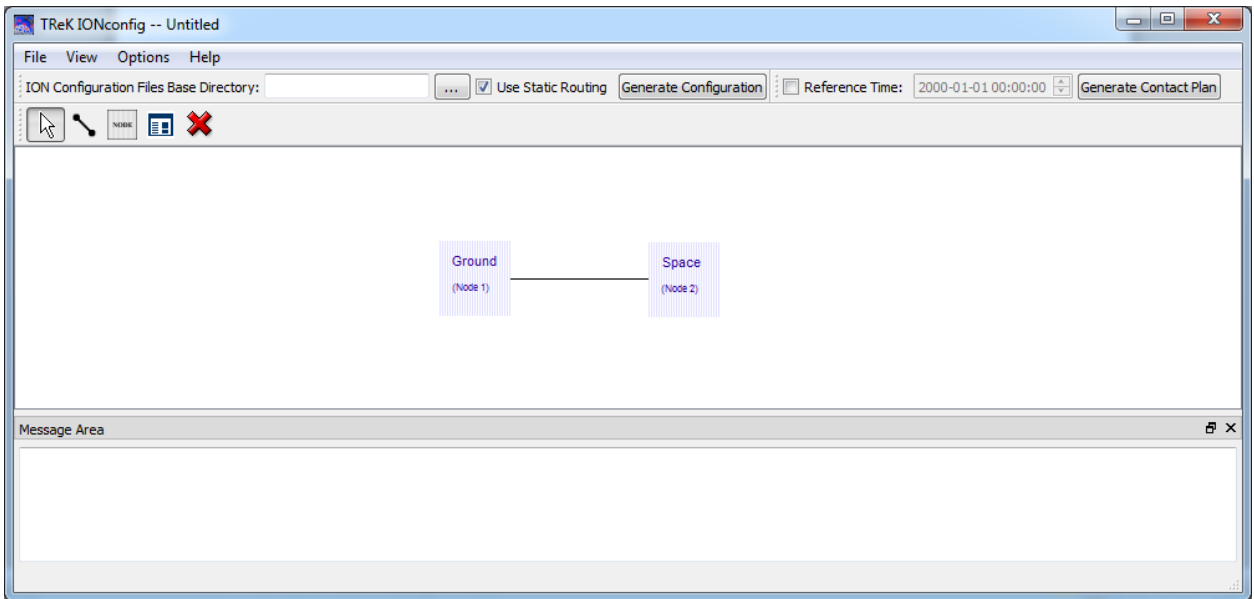 TReK IONconfig -- Untitled
File View Options Help
ION Configuration Files Base Directory: ... Use Static Routing Generate Configuration Reference Time: 2000-01-01 00:00:00 Generate Contact Plan
NODE
Ground Space
(Node 1) (Node 2)
Message Area